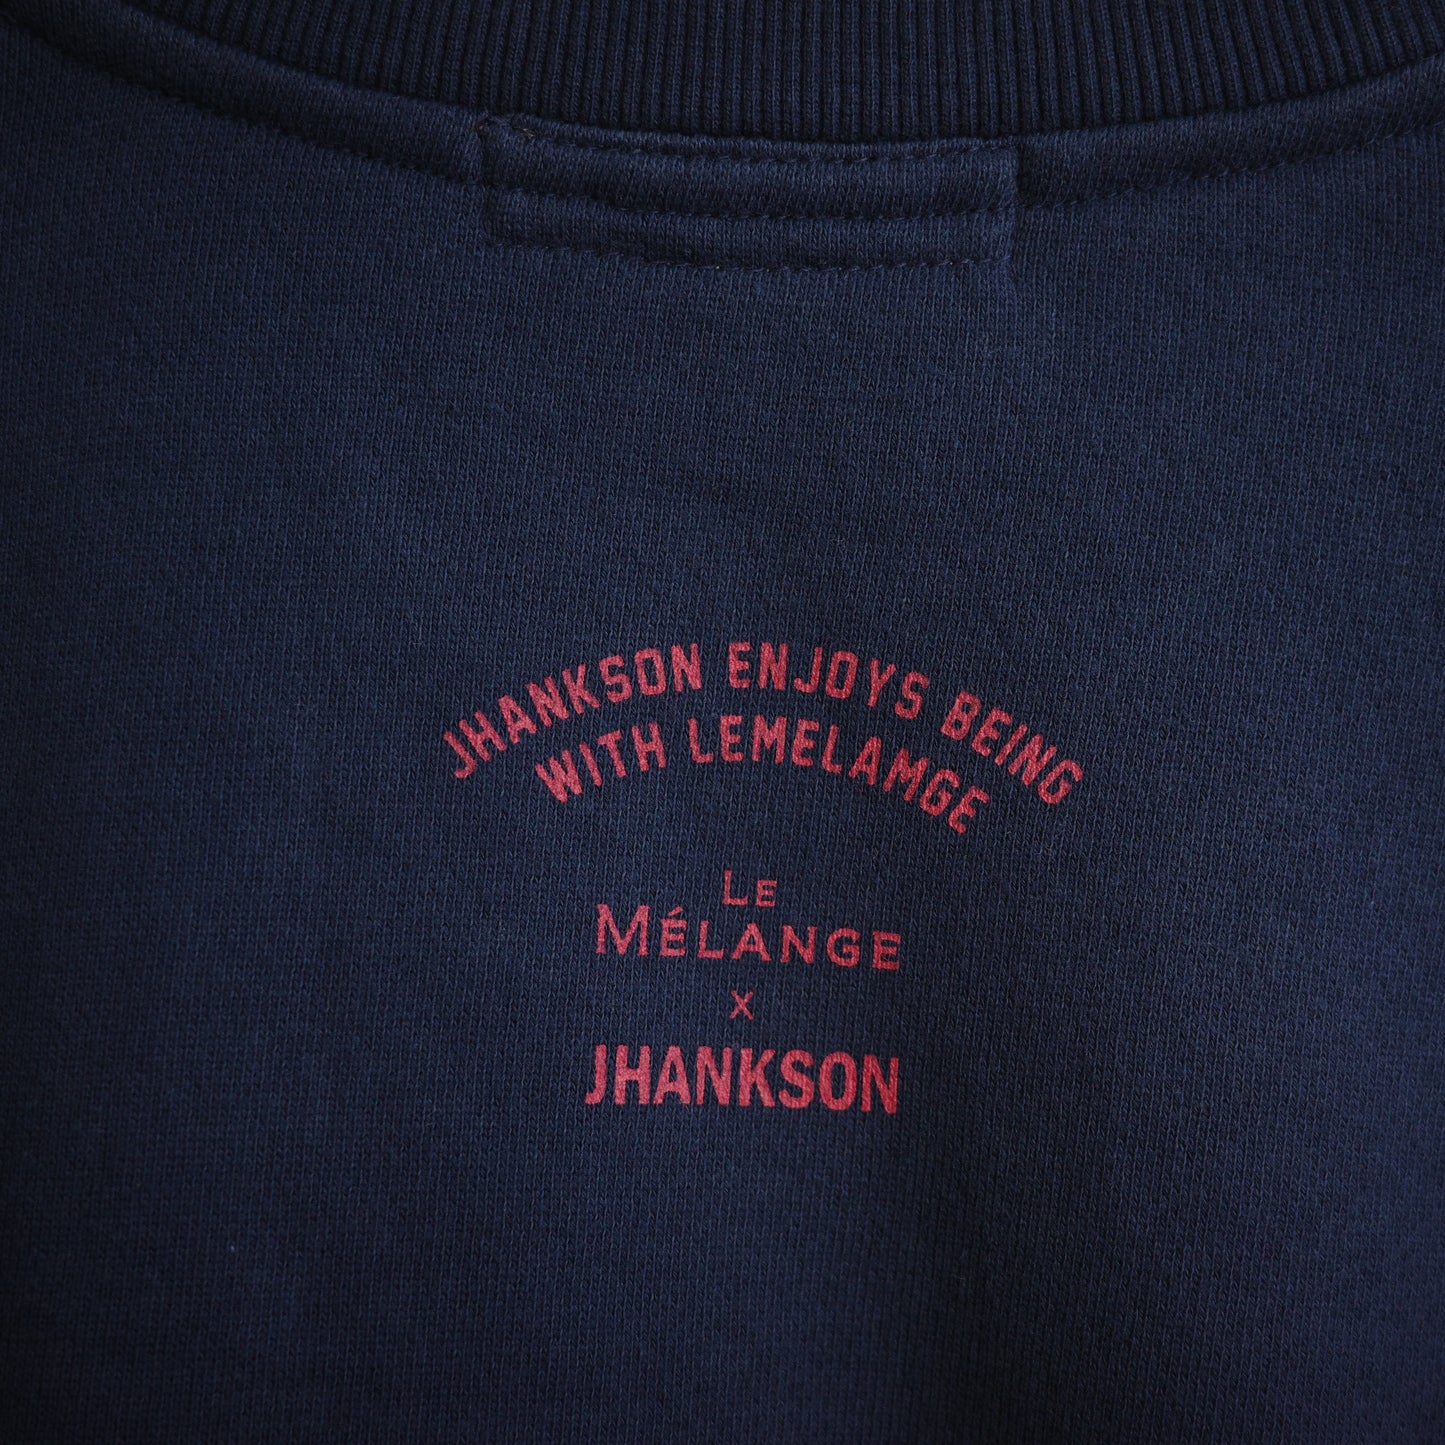 JHANKSON ENJOYS BEING
WITH LEMELAMGE
LE
MÉLANGE
X
JHANKSON